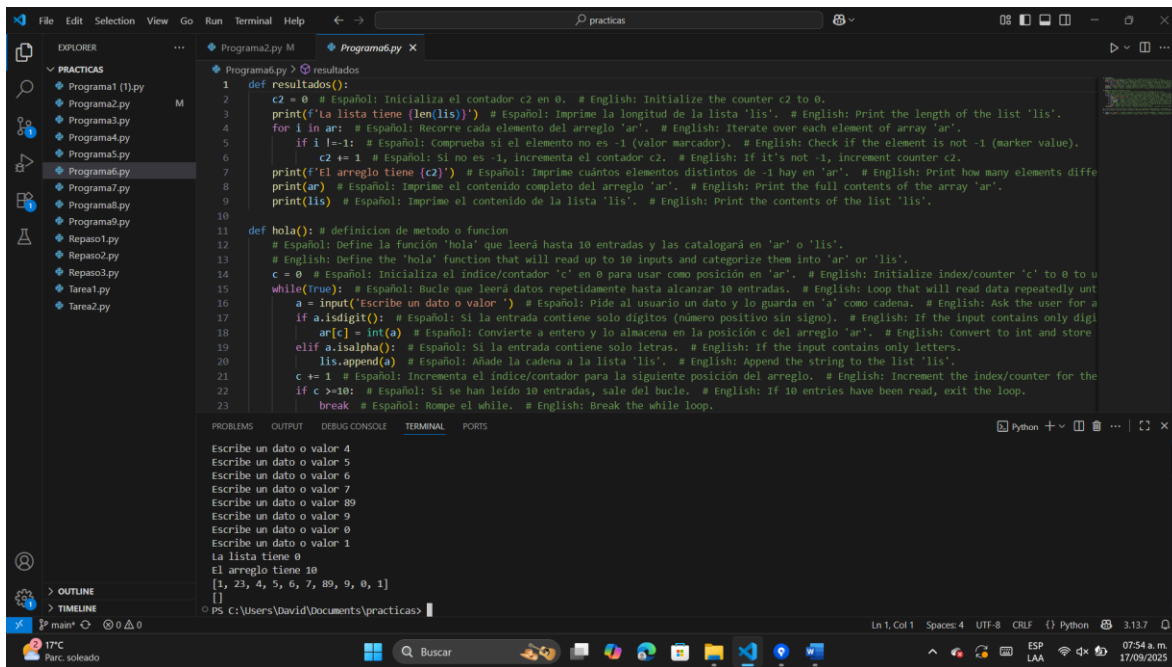 File Edit Selection View Go Run Terminal Help
practicas
EXPLORER
PRACTICAS
Programa1 (1).py
Programa2.py M
Programa3.py
Programa4.py
Programa5.py
Programa6.py
Programa7.py
Programa8.py
Programa9.py
Repaso1.py
Repaso2.py
Repaso3.py
Tarea1.py
Tarea2.py
OUTLINE
TIMELINE
Programa2.py M Programa6.py
Programa6.py > resultados
1 def resultados():
2 c2 = 0 # Español: Inicializa el contador c2 en 0. # English: Initialize the counter c2 to 0.
3 print(f'La lista tiene {len(lis)}') # Español: Imprime la longitud de la lista 'lis'. # English: Print the length of the list 'lis'.
4 for i in ar: # Español: Recorre cada elemento del arreglo 'ar'. # English: Iterate over each element of array 'ar'.
5 if i !=-1: # Español: Comprueba si el elemento no es -1 (valor marcador). # English: Check if the element is not -1 (marker value).
6 c2 += 1 # Español: Si no es -1, incrementa el contador c2. # English: If it's not -1, increment counter c2.
7 print(f'El arreglo tiene {c2}') # Español: Imprime cuántos elementos distintos de -1 hay en 'ar'. # English: Print how many elements diffe
8 print(ar) # Español: Imprime el contenido completo del arreglo 'ar'. # English: Print the full contents of the array 'ar'.
9 print(lis) # Español: Imprime el contenido de la lista 'lis'. # English: Print the contents of the list 'lis'.
10
11 def hola(): # definicion de metodo o funcion
12 # Español: Define la función 'hola' que leerá hasta 10 entradas y las catalogará en 'ar' o 'lis'.
13 # English: Define the 'hola' function that will read up to 10 inputs and categorize them into 'ar' or 'lis'.
14 c = 0 # Español: Inicializa el índice/contador 'c' en 0 para usar como posición en 'ar'. # English: Initialize index/counter 'c' to 0 to u
15 while(True): # Español: Bucle que leerá datos repetidamente hasta alcanzar 10 entradas. # English: Loop that will read data repeatedly unt
16 a = input('Escribe un dato o valor ') # Español: Pide al usuario un dato y lo guarda en 'a' como cadena. # English: Ask the user for a
17 if a.isdigit(): # Español: Si la entrada contiene solo dígitos (número positivo sin signo). # English: If the input contains only digi
18 ar[c] = int(a) # Español: Convierte a entero y lo almacena en la posición c del arreglo 'ar'. # English: Convert to int and store
19 elif a.isalpha(): # Español: Si la entrada contiene solo letras. # English: If the input contains only letters.
20 lis.append(a) # Español: Añade la cadena a la lista 'lis'. # English: Append the string to the list 'lis'.
21 c += 1 # Español: Incrementa el índice/contador para la siguiente posición del arreglo. # English: Increment the index/counter for the
22 if c >=10: # Español: Si se han leído 10 entradas, sale del bucle. # English: If 10 entries have been read, exit the loop.
23 break # Español: Rompe el while. # English: Break the while loop.
PROBLEMS OUTPUT DEBUG CONSOLE TERMINAL PORTS
Python
Escribe un dato o valor 4
Escribe un dato o valor 5
Escribe un dato o valor 6
Escribe un dato o valor 7
Escribe un dato o valor 89
Escribe un dato o valor 9
Escribe un dato o valor 0
Escribe un dato o valor 1
La lista tiene 0
El arreglo tiene 10
[1, 23, 4, 5, 6, 7, 89, 9, 0, 1]
[]
PS C:\Users\David\Documents\practicas>
main* 0 0 Ln 1, Col 1 Spaces: 4 UTF-8 CRLF {} Python 3.13.7
2 17°C
Parc. soleado
Buscar
ESP
LAA
07:54 a. m.
17/09/2025